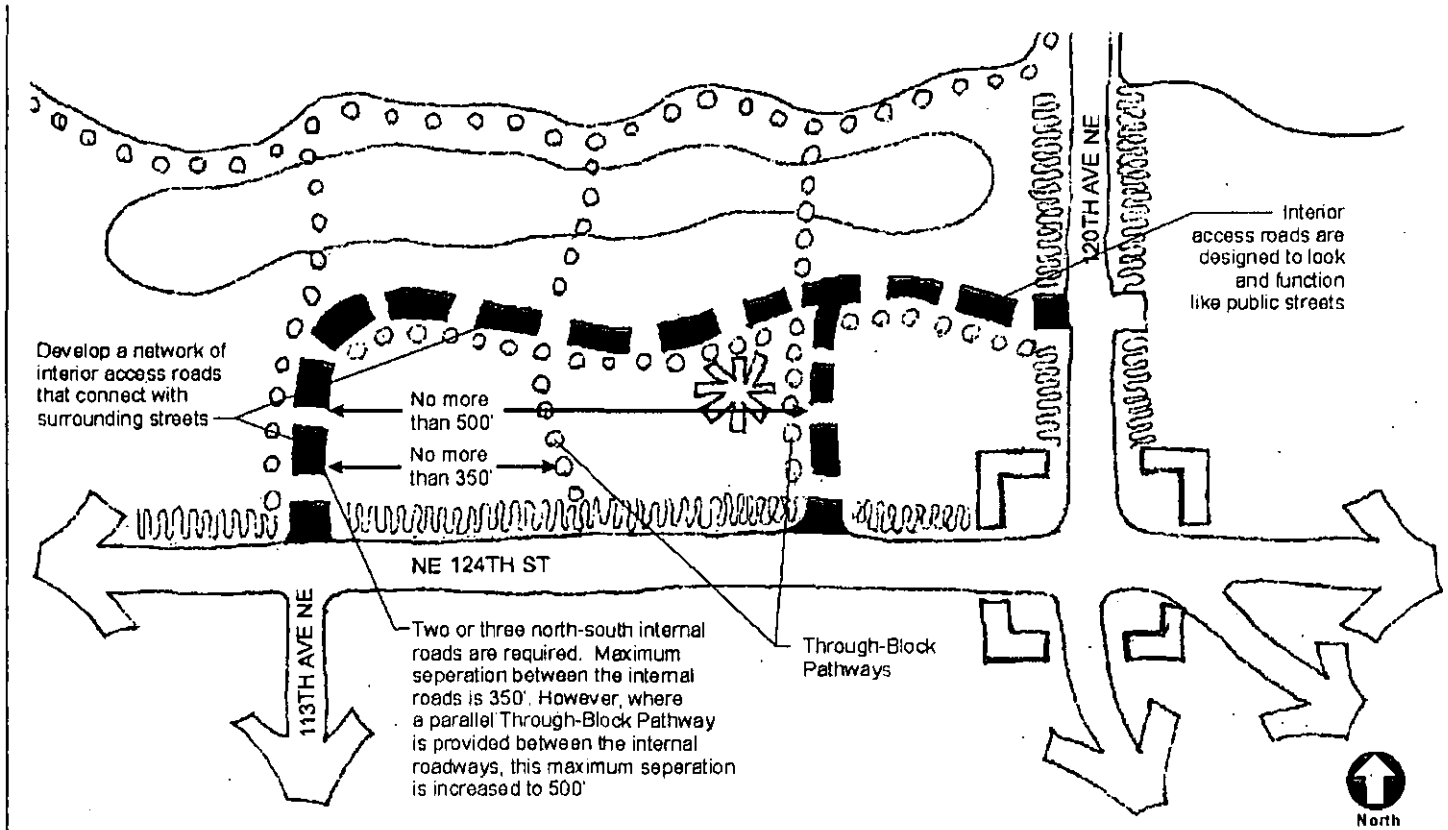 120TH AVE NE
Interior
access roads are
designed to look
and function
like public streets
Develop a network of
interior access roads
that connect with
surrounding streets
No more
than 500'
No more
than 350'
NE 124TH ST
113TH AVE NE
Two or three north-south internal
roads are required. Maximum
seperation between the internal
roads is 350'. However, where
a parallel Through-Block Pathway
is provided between the internal
roadways, this maximum seperation
is increased to 500'
Through-Block
Pathways
North